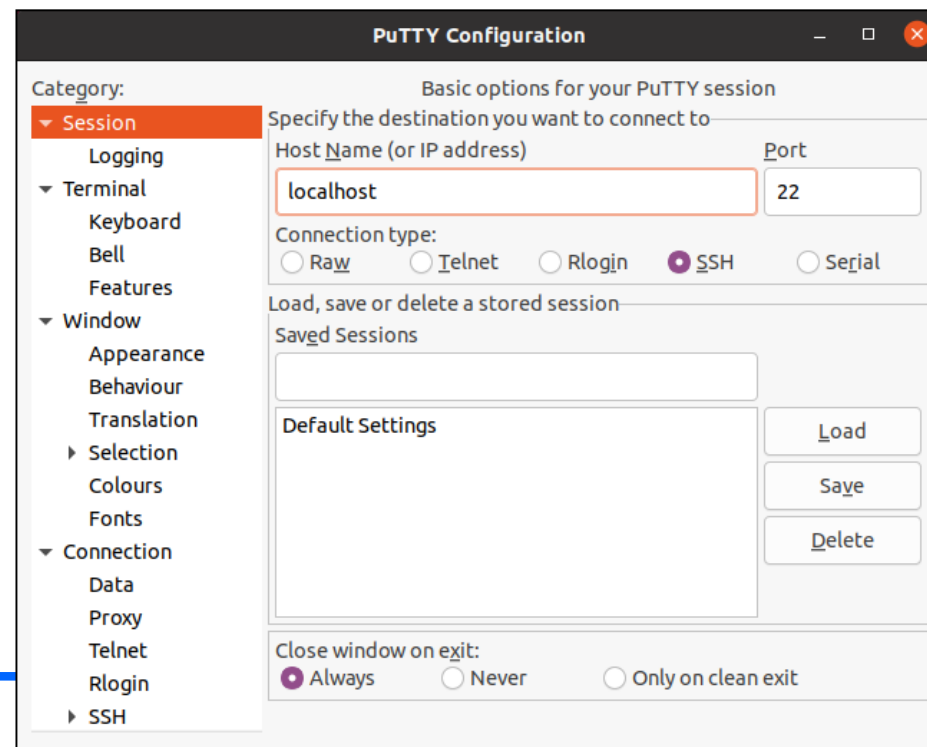 PuTTY Configuration
Category:
Session
Logging
Terminal
Keyboard
Bell
Features
Window
Appearance
Behaviour
Translation
Selection
Colours
Fonts
Connection
Data
Proxy
Telnet
Rlogin
SSH
Basic options for your PuTTY session
Specify the destination you want to connect to
Host Name (or IP address) Port
localhost 22
Connection type:
Raw Telnet Rlogin SSH Serial
Load, save or delete a stored session
Saved Sessions
Default Settings
Load
Save
Delete
Close window on exit:
Always Never Only on clean exit